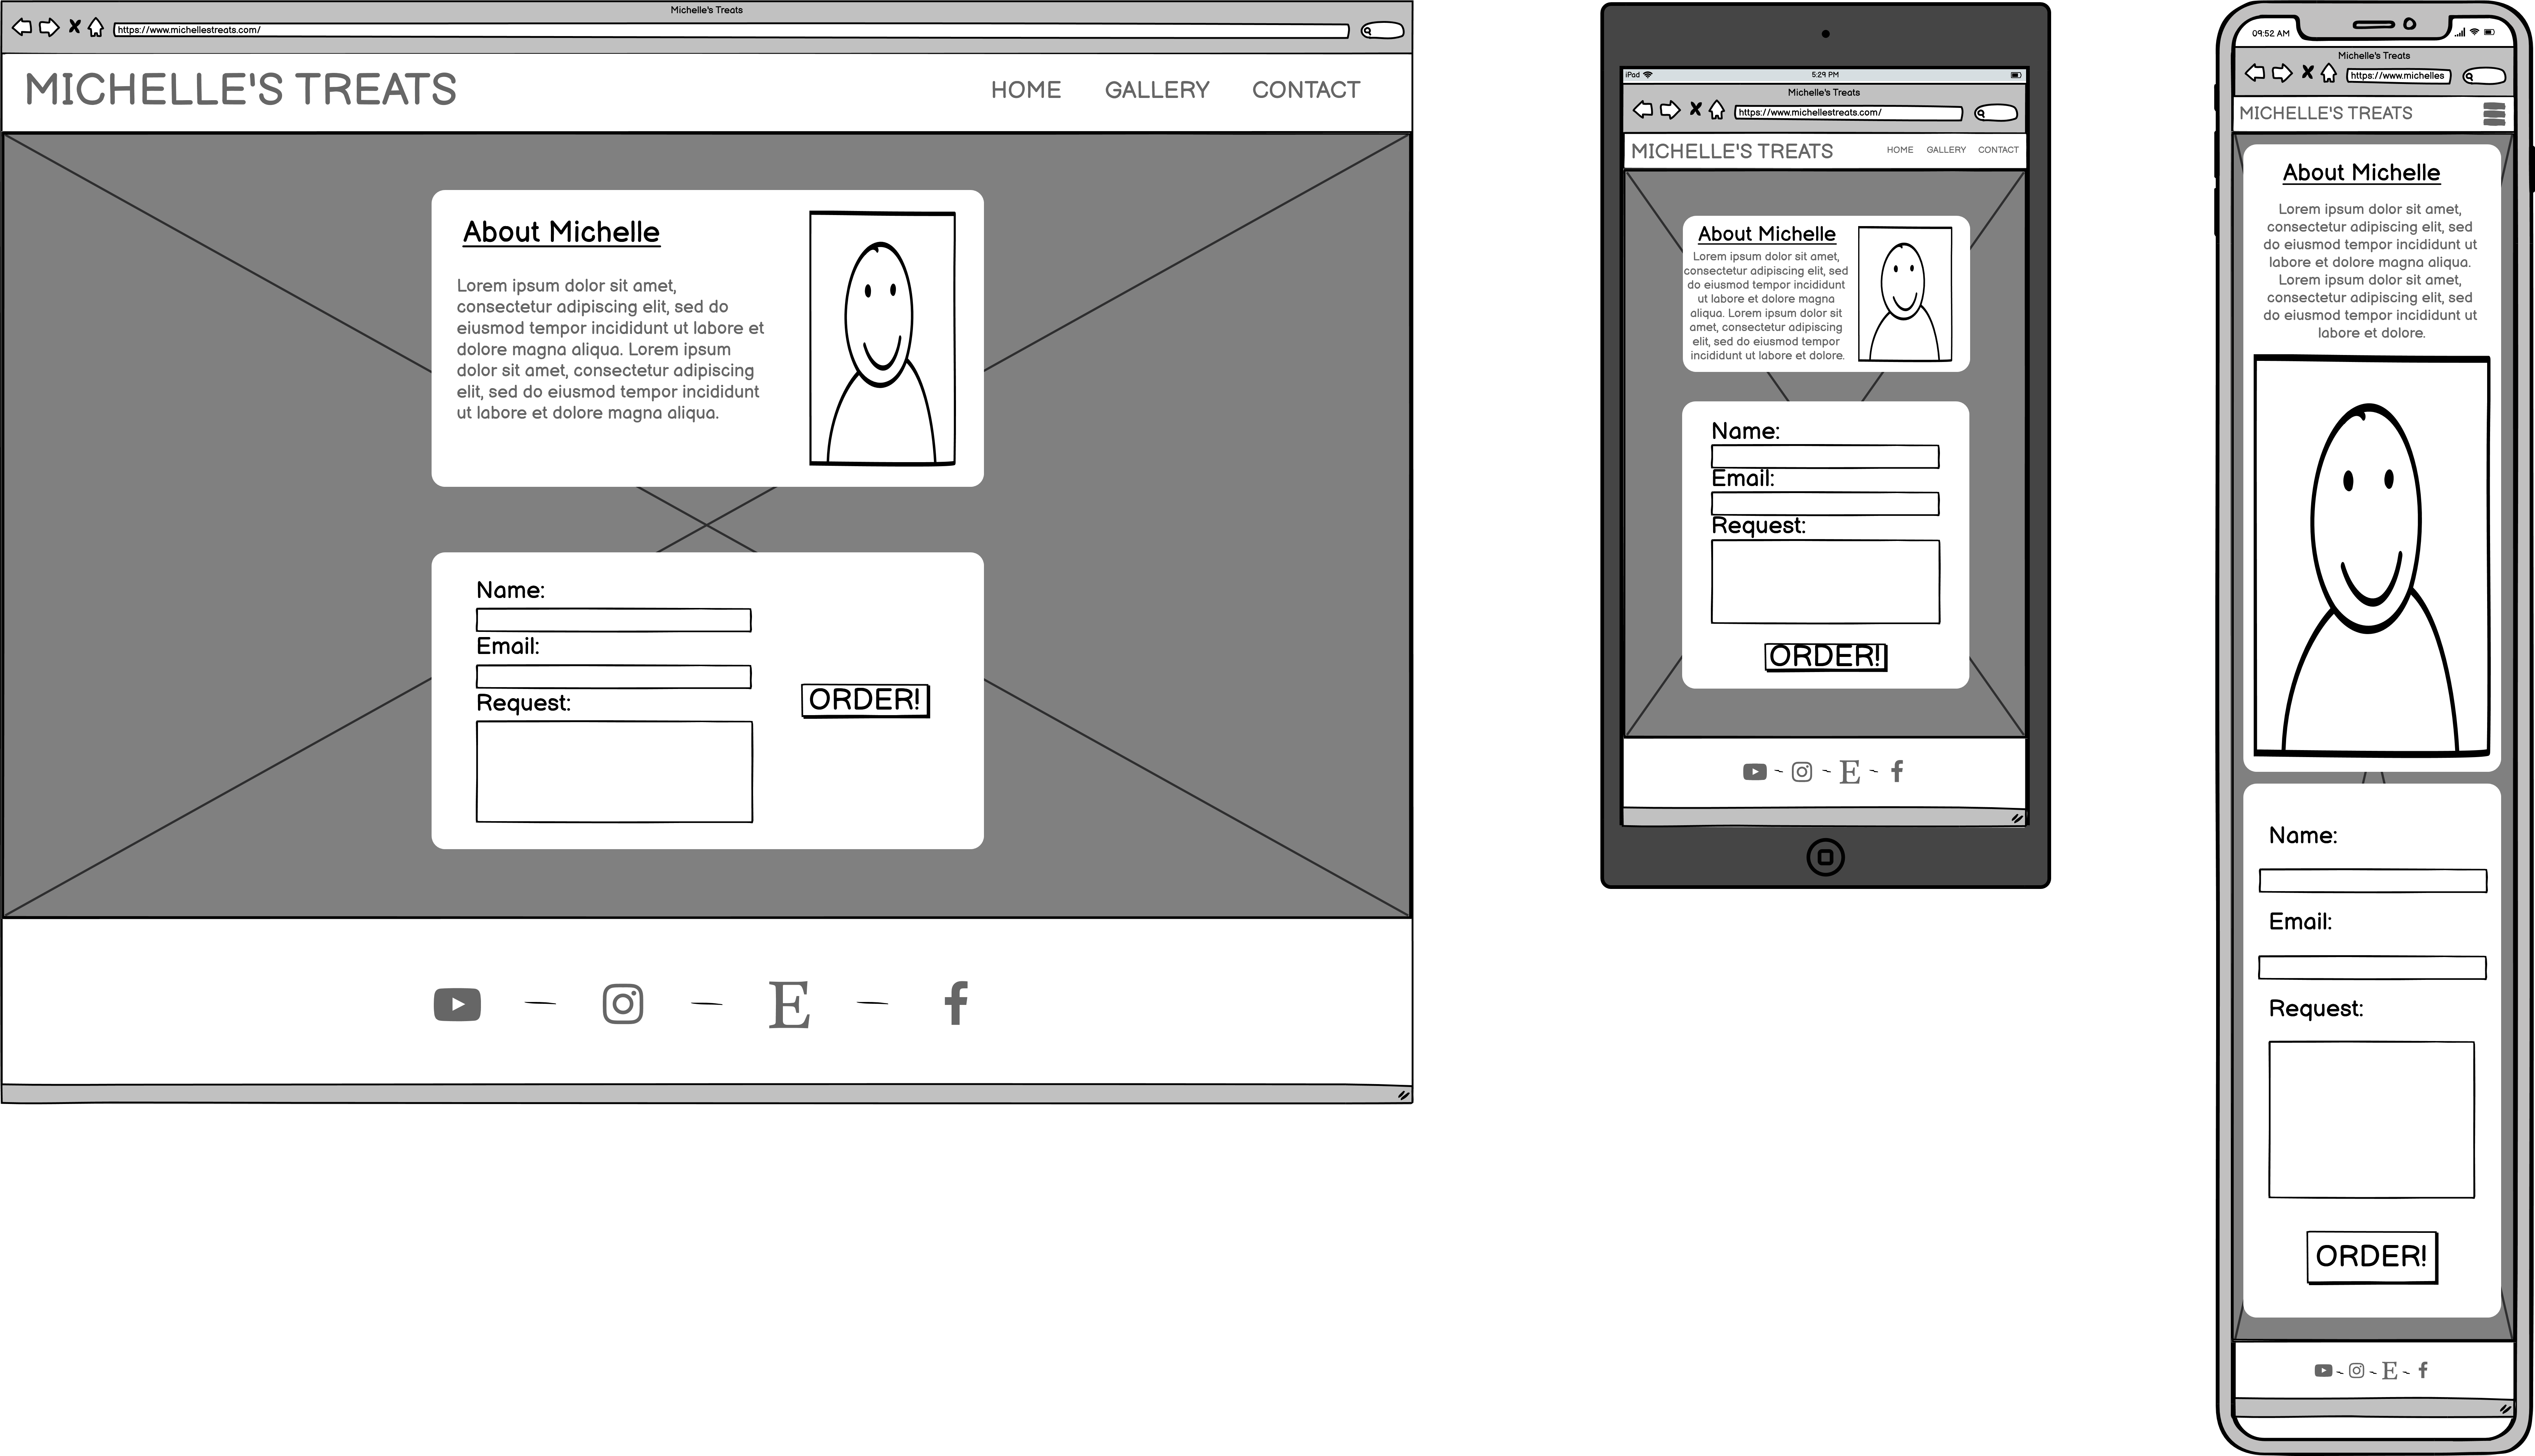 Michelle's Treats
https://www.michellestreats.com/
MICHELLE'S TREATS
HOME GALLERY CONTACT
About Michelle
Lorem ipsum dolor sit amet,
consectetur adipiscing elit, sed do
eiusmod tempor incididunt ut labore et
dolore magna aliqua. Lorem ipsum
dolor sit amet, consectetur adipiscing
elit, sed do eiusmod tempor incididunt
ut labore et dolore magna aliqua.
Name:
Email:
Request:
ORDER!
E
iPad
5:29 PM
Michelle's Treats
https://www.michellestreats.com/
MICHELLE'S TREATS
HOME GALLERY CONTACT
About Michelle
Lorem ipsum dolor sit amet,
consectetur adipiscing elit, sed
do eiusmod tempor incididunt
ut labore et dolore magna
aliqua. Lorem ipsum dolor sit
amet, consectetur adipiscing
elit, sed do eiusmod tempor
incididunt ut labore et dolore.
Name:
Email:
Request:
ORDER!
E
09:52 AM
Michelle's Treats
https://www.michelles
MICHELLE'S TREATS
About Michelle
Lorem ipsum dolor sit amet,
consectetur adipiscing elit, sed
do eiusmod tempor incididunt ut
labore et dolore magna aliqua.
Lorem ipsum dolor sit amet,
consectetur adipiscing elit, sed
do eiusmod tempor incididunt ut
labore et dolore.
Name:
Email:
Request:
ORDER!
E